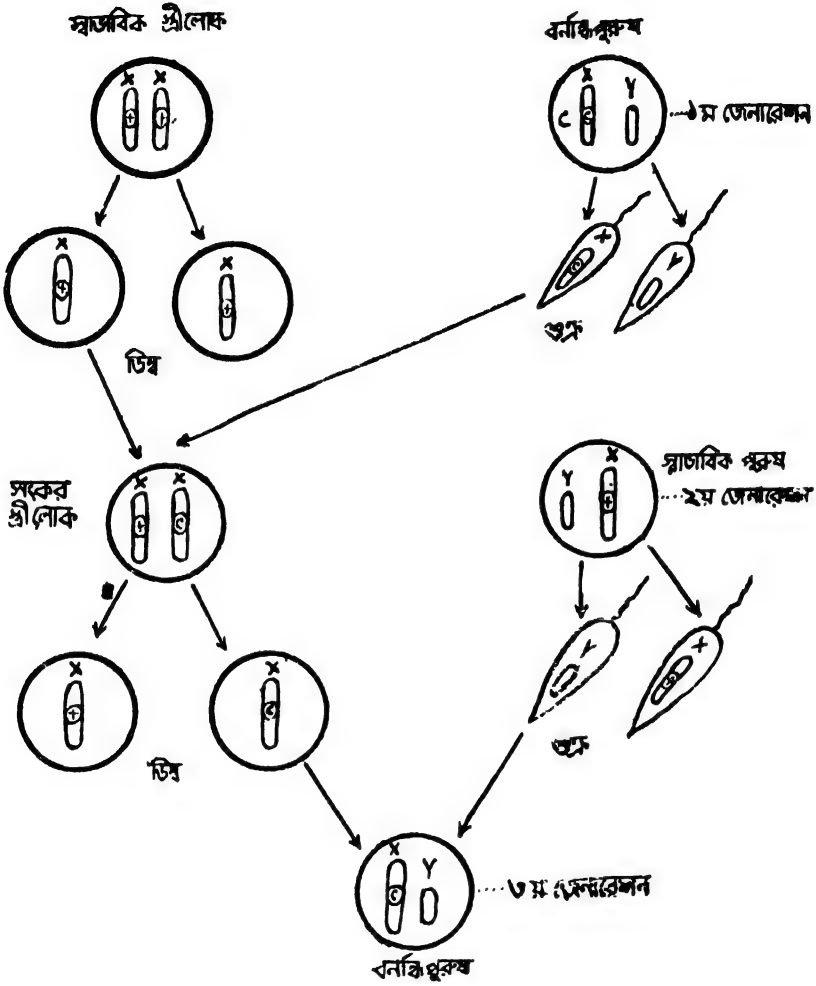 স্বাভাবিক স্ত্রীলোক
বর্নান্ধ পুরুষ
X X
+ +
X Y
C C
১ম জেনারেশন
X
+
X
+
X
C
Y
ডিম্ব
শুক্র
সংকর
স্ত্রীলোক
X X
+ C
স্বাভাবিক পুরুষ
Y X
+
২য় জেনারেশন
X
+
X
C
Y
X
+
ডিম্ব
শুক্র
X Y
C
৩য় জেনারেশন
বর্নান্ধ পুরুষ